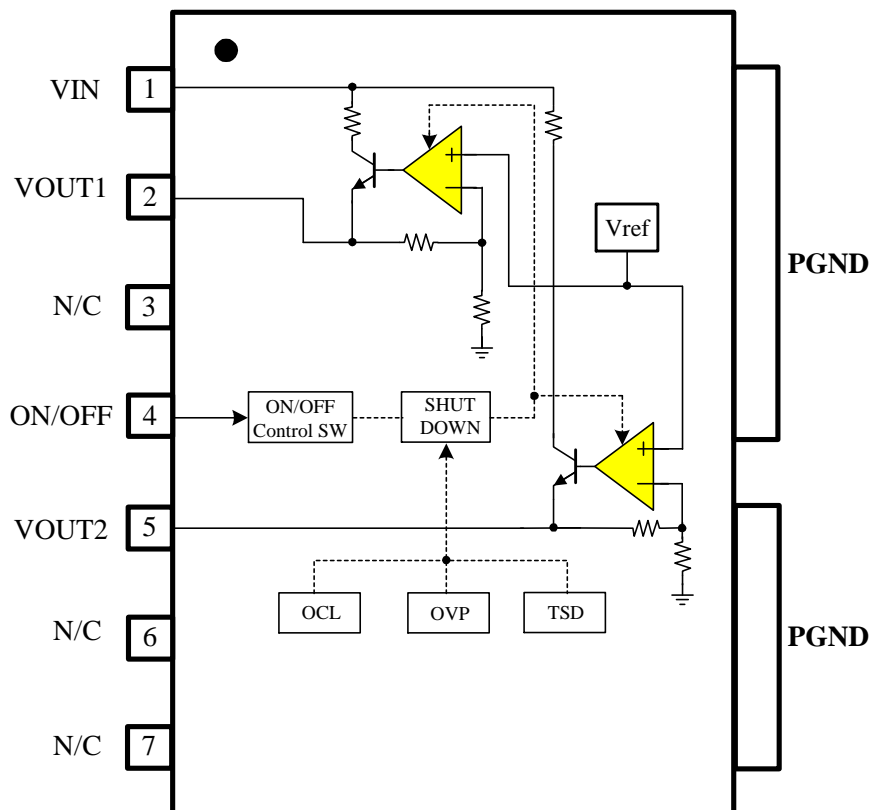 VIN
1
VOUT1
2
Vref
PGND
N/C
3
ON/OFF
4
ON/OFF
Control SW
SHUT
DOWN
VOUT2
5
OCL
OVP
TSD
N/C
6
PGND
N/C
7